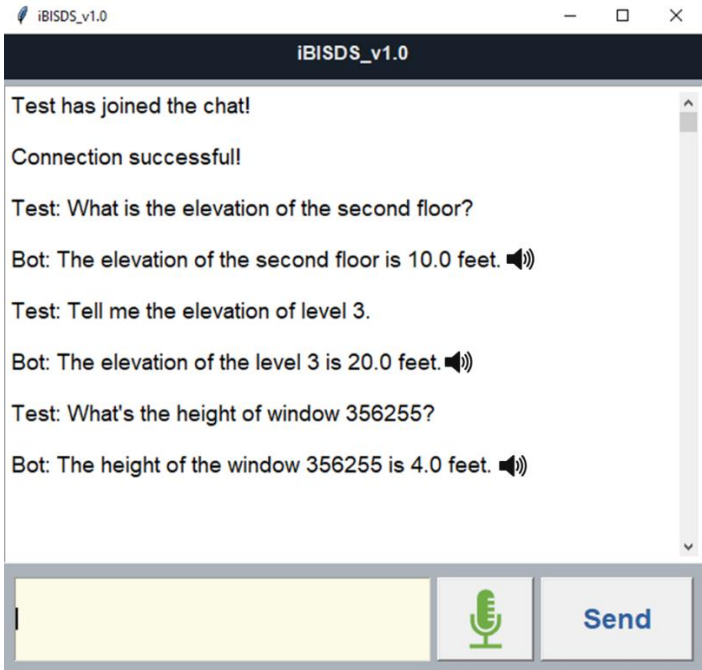 iBISDS_v1.0
iBISDS_v1.0
Test has joined the chat!
Connection successful!
Test: What is the elevation of the second floor?
Bot: The elevation of the second floor is 10.0 feet.
Test: Tell me the elevation of level 3.
Bot: The elevation of the level 3 is 20.0 feet.
Test: What's the height of window 356255?
Bot: The height of the window 356255 is 4.0 feet.
Send